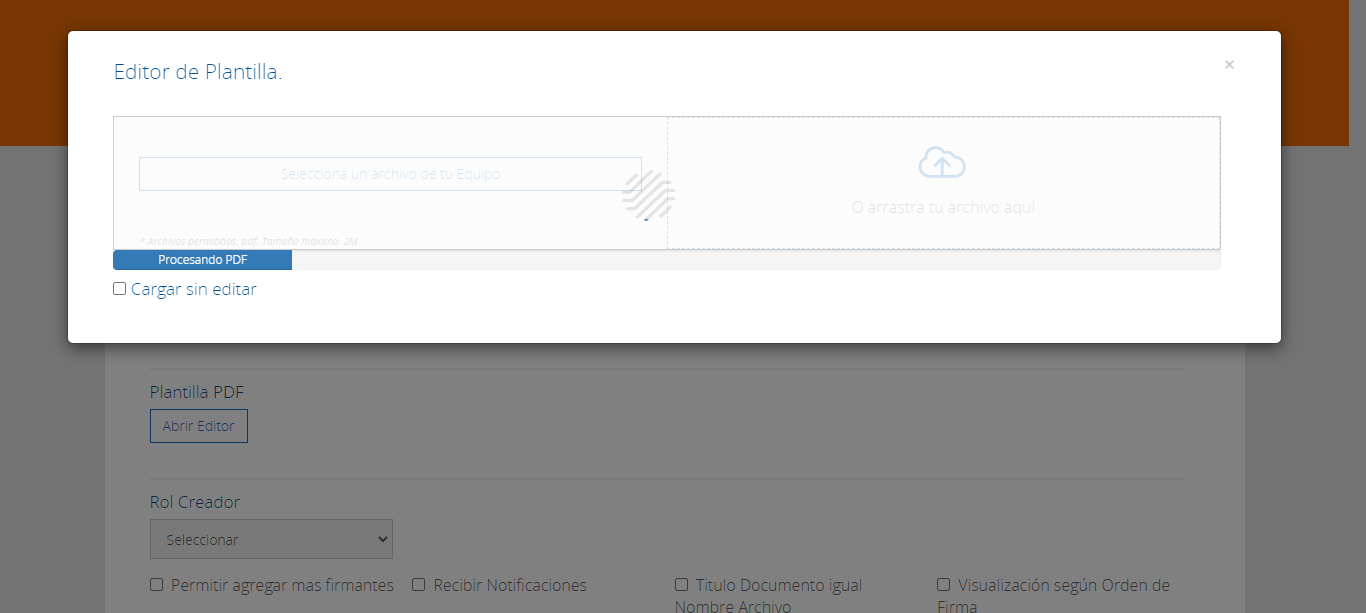 Editor de Plantilla.
×
Selecciona un archivo de tu Equipo
O arrastra tu archivo aquí
* Archivos permitidos: pdf. Tamaño maximo: 2M
Procesando PDF
Cargar sin editar
Plantilla PDF
Abrir Editor
Rol Creador
Seleccionar
Permitir agregar mas firmantes
Recibir Notificaciones
Titulo Documento igual
Nombre Archivo
Visualización según Orden de
Firma